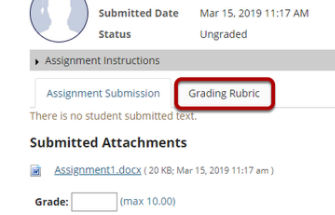 Submitted Date Mar 15, 2019 11:17 AM
Status Ungraded
Assignment Instructions
Assignment Submission Grading Rubric
There is no student submitted text.
Submitted Attachments
Assignment1.docx ( 20 KB; Mar 15, 2019 11:17 am )
Grade: (max 10.00)